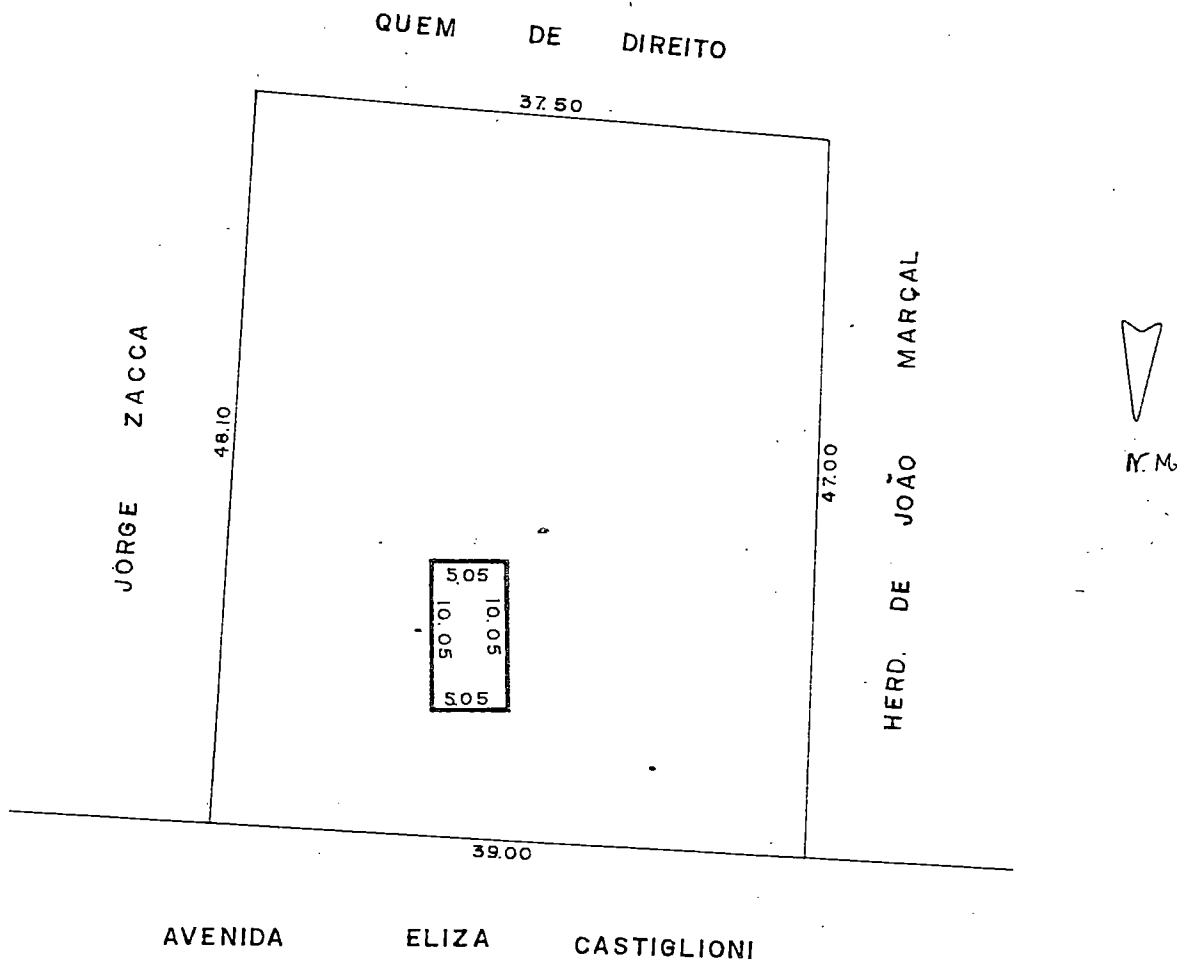 QUEM DE DIREITO
37.50
JORGE ZACCA
48.10
47.00
HERD. DE JOÃO MARÇAL
N.M
5.05
10.05
10.05
5.05
39.00
AVENIDA ELIZA CASTIGLIONI